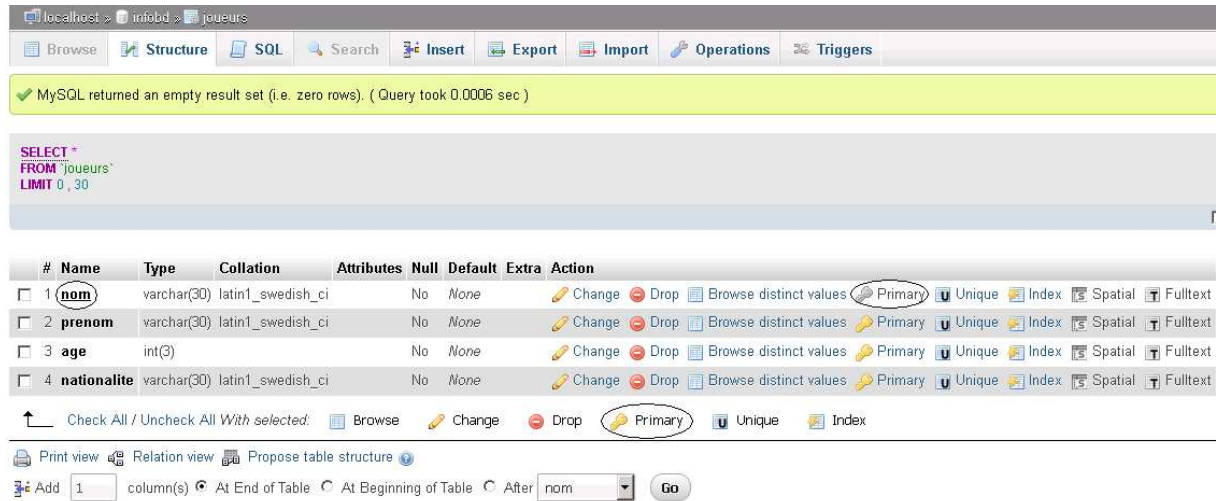 localhost » infobd » joueurs
Browse Structure SQL Search Insert Export Import Operations Triggers
MySQL returned an empty result set (i.e. zero rows). ( Query took 0.0006 sec )
SELECT *
FROM `joueurs`
LIMIT 0 , 30
# Name Type Collation Attributes Null Default Extra Action
1 nom varchar(30) latin1_swedish_ci No None Change Drop Browse distinct values Primary U Unique Index S Spatial T Fulltext
2 prenom varchar(30) latin1_swedish_ci No None Change Drop Browse distinct values Primary U Unique Index S Spatial T Fulltext
3 age int(3) No None Change Drop Browse distinct values Primary U Unique Index S Spatial T Fulltext
4 nationalite varchar(30) latin1_swedish_ci No None Change Drop Browse distinct values Primary U Unique Index S Spatial T Fulltext
Check All / Uncheck All With selected: Browse Change Drop Primary U Unique Index
Print view Relation view Propose table structure
Add 1 column(s) At End of Table At Beginning of Table After nom Go